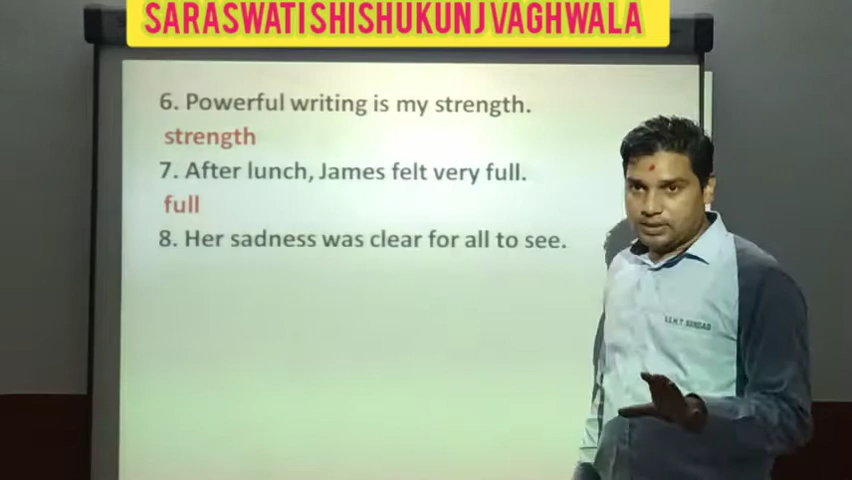 SARASWATI SHISHUKUNJ VAGHWALA
6. Powerful writing is my strength.
strength
7. After lunch, James felt very full.
full
8. Her sadness was clear for all to see.